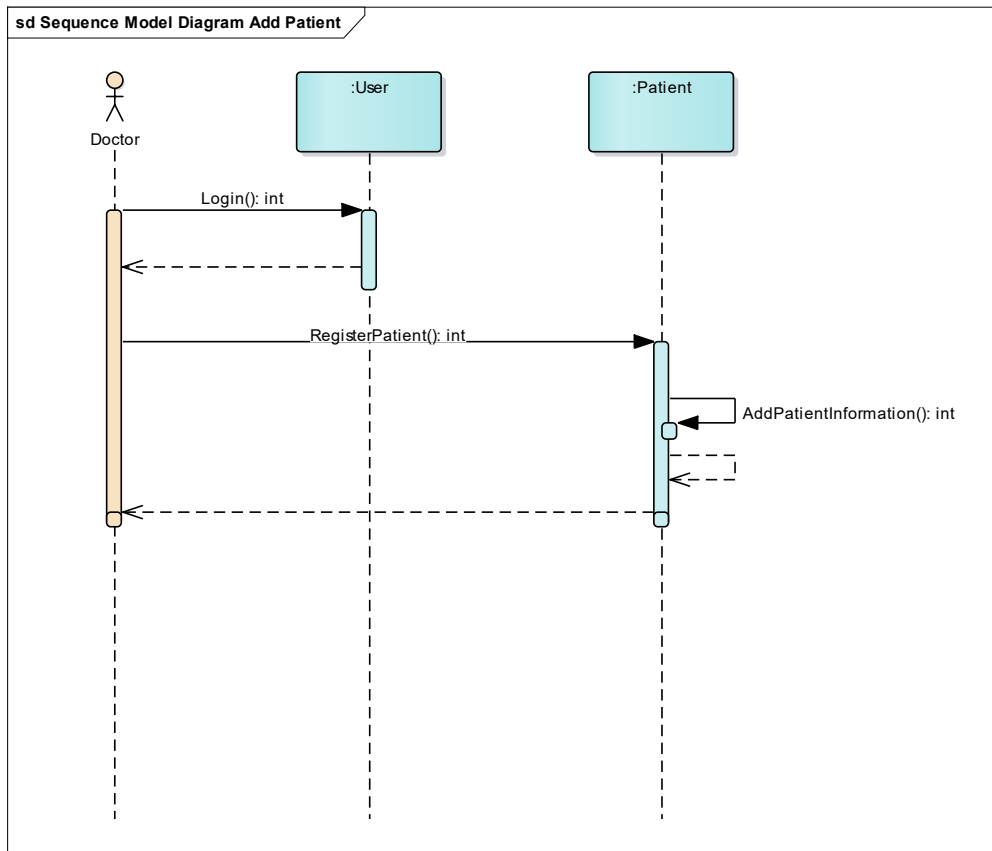 sd Sequence Model Diagram Add Patient
:User
:Patient
Doctor
Login(): int
RegisterPatient(): int
AddPatientInformation(): int